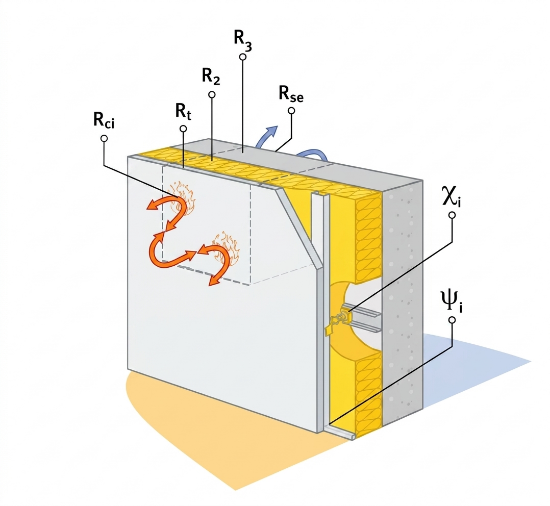 R₃
R₂
Rse
Rt
Rci
χᵢ
ψᵢ